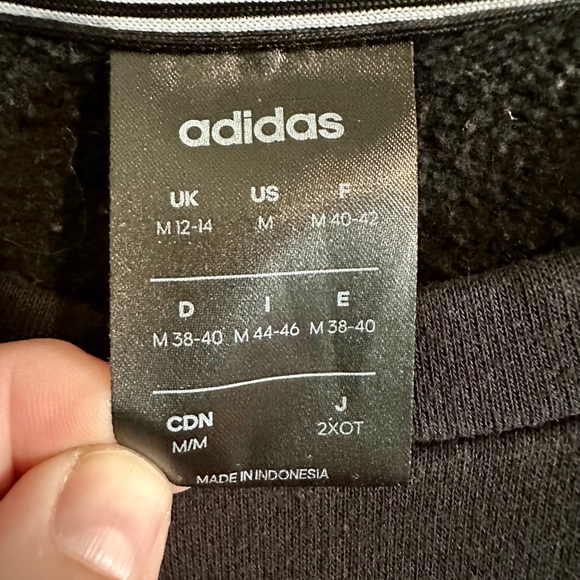 adidas
UK US F
M 12-14 M M 40-42
D I E
M 38-40 M 44-46 M 38-40
CDN J
M/M 2XOT
MADE IN INDONESIA